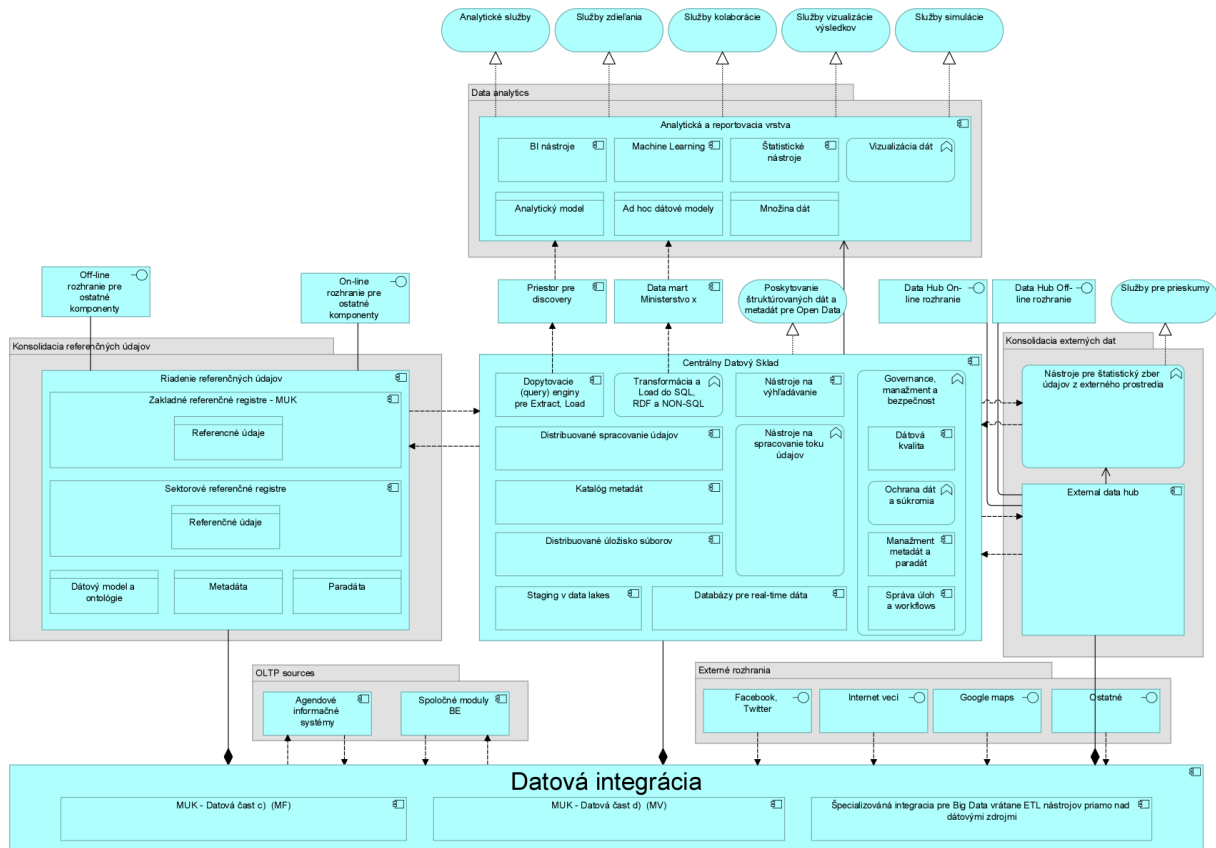 Analytické služby
Služby zdieľania
Služby kolaborácie
Služby vizualizácie
výsledkov
Služby simulácie
Data analytics
Analytická a reportovacia vrstva
BI nástroje
Machine Learning
Štatistické
nástroje
Vizualizácia dát
Analytický model
Ad hoc dátové modely
Množina dát
Off-line
rozhranie pre
ostatné
komponenty
On-line
rozhranie pre
ostatné
komponenty
Priestor pre
discovery
Data mart
Ministerstvo x
Poskytovanie
štruktúrovaných dát a
metadát pre Open Data
Data Hub On-
line rozhranie
Data Hub Off-
line rozhranie
Služby pre prieskumy
Konsolidacia referenčných údajov
Riadenie referenčných údajov
Zakladné referenčné registre - MUK
Referencné údaje
Sektorové referenčné registre
Referenčné údaje
Dátový model a
ontológie
Metadáta
Paradáta
Centrálny Datový Sklad
Dopytovacie
(query) enginy
pre Extract, Load
Transformácia a
Load do SQL,
RDF a NON-SQL
Nástroje na
výhľadávanie
Governance,
manažment a
bezpečnosť
Distribuované spracovanie údajov
Nástroje na
spracovanie toku
údajov
Dátová
kvalita
Katalóg metadát
Ochrana dát
a súkromia
Distribuované úložisko súborov
Manažment
metadát a
paradát
Staging v data lakes
Databázy pre real-time dáta
Správa úloh
a workflows
Konsolidacia externých dat
Nástroje pre štatistický zber
údajov z externého prostredia
External data hub
OLTP sources
Agendové
informačné
systémy
Spoločné moduly
BE
Externé rozhrania
Facebook,
Twitter
Internet vecí
Google maps
Ostatné
Datová integrácia
MUK - Datová čast c) (MF)
MUK - Datová čast d) (MV)
Špecializováná integracia pre Big Data vrátane ETL nástrojov priamo nad
dátovými zdrojmi